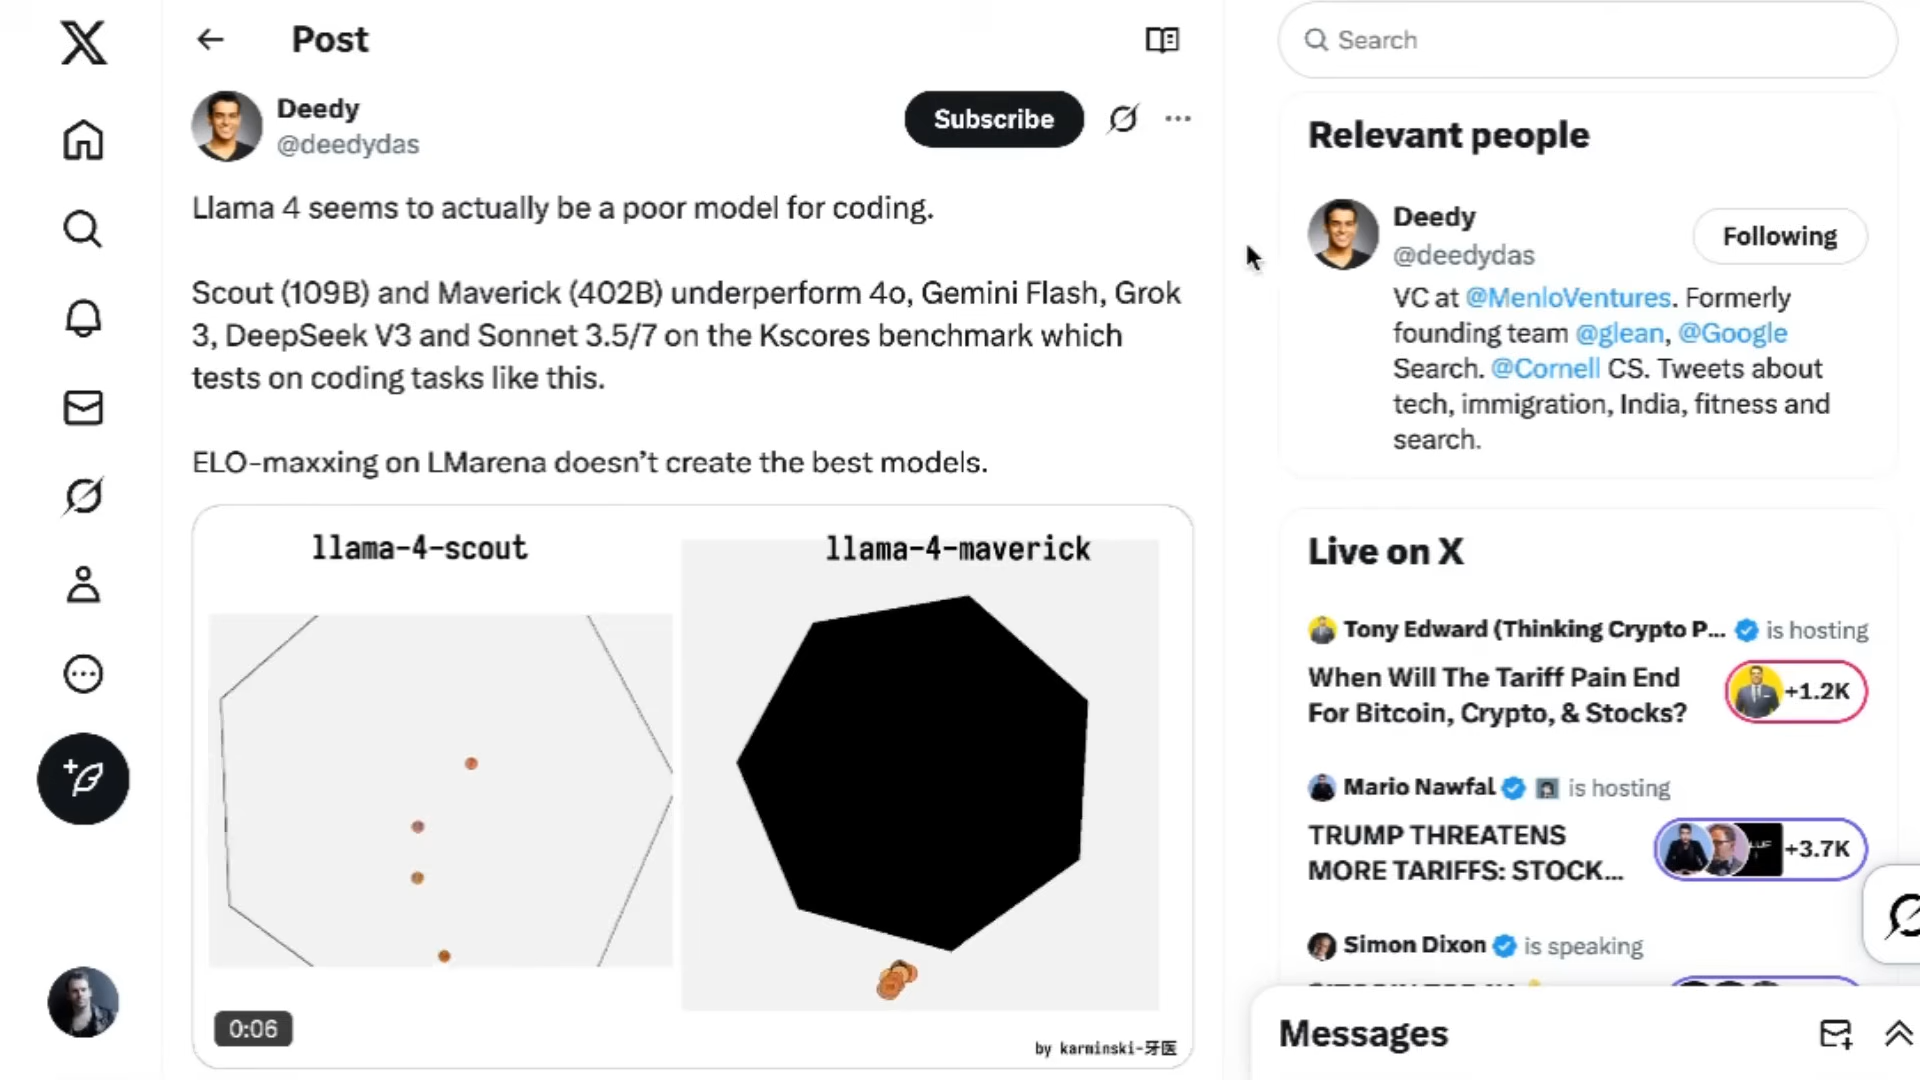 Post
Deedy
@deedydas
Subscribe
Llama 4 seems to actually be a poor model for coding.
Scout (109B) and Maverick (402B) underperform 4o, Gemini Flash, Grok
3, DeepSeek V3 and Sonnet 3.5/7 on the Kscores benchmark which
tests on coding tasks like this.
ELO-maxxing on LMarena doesn't create the best models.
llama-4-scout
llama-4-maverick
0:06
by karminski-牙医
Search
Relevant people
Deedy
@deedydas
Following
VC at @MenloVentures. Formerly
founding team @glean, @Google
Search. @Cornell CS. Tweets about
tech, immigration, India, fitness and
search.
Live on X
Tony Edward (Thinking Crypto P... is hosting
When Will The Tariff Pain End
For Bitcoin, Crypto, & Stocks?
+1.2K
Mario Nawfal is hosting
TRUMP THREATENS
MORE TARIFFS: STOCK...
+3.7K
Simon Dixon is speaking
Messages